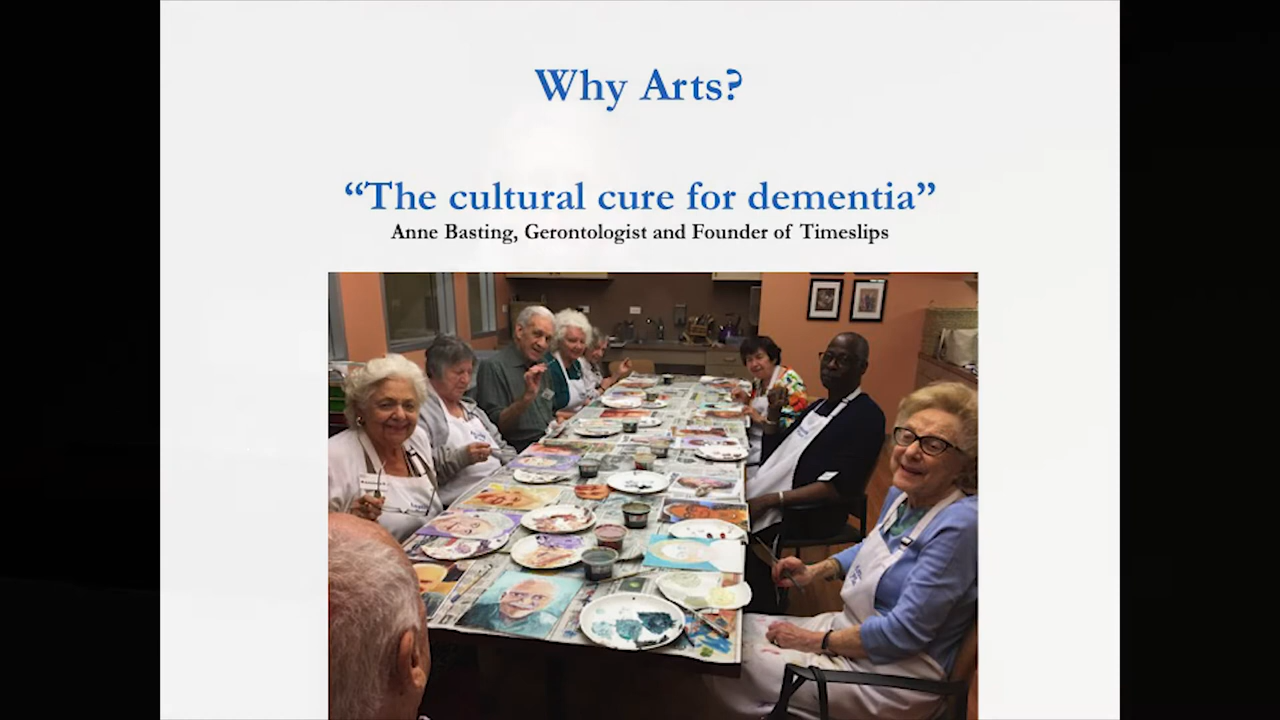 Why Arts?
“The cultural cure for dementia”
Anne Basting, Gerontologist and Founder of Timeslips